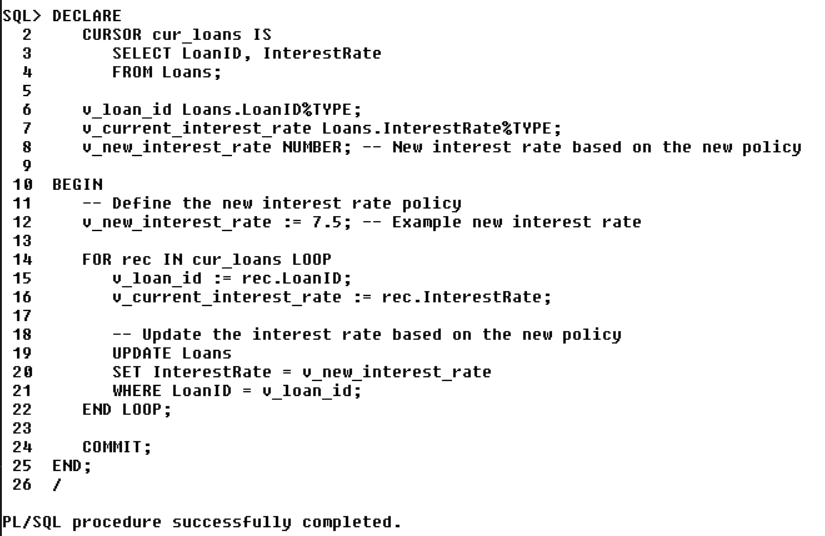 SQL> DECLARE
  2     CURSOR cur_loans IS
  3        SELECT LoanID, InterestRate
  4        FROM Loans;
  5
  6     v_loan_id Loans.LoanID%TYPE;
  7     v_current_interest_rate Loans.InterestRate%TYPE;
  8     v_new_interest_rate NUMBER; -- New interest rate based on the new policy
  9
 10  BEGIN
 11     -- Define the new interest rate policy
 12     v_new_interest_rate := 7.5; -- Example new interest rate
 13
 14     FOR rec IN cur_loans LOOP
 15        v_loan_id := rec.LoanID;
 16        v_current_interest_rate := rec.InterestRate;
 17
 18        -- Update the interest rate based on the new policy
 19        UPDATE Loans
 20        SET InterestRate = v_new_interest_rate
 21        WHERE LoanID = v_loan_id;
 22     END LOOP;
 23
 24     COMMIT;
 25  END;
 26  /
PL/SQL procedure successfully completed.